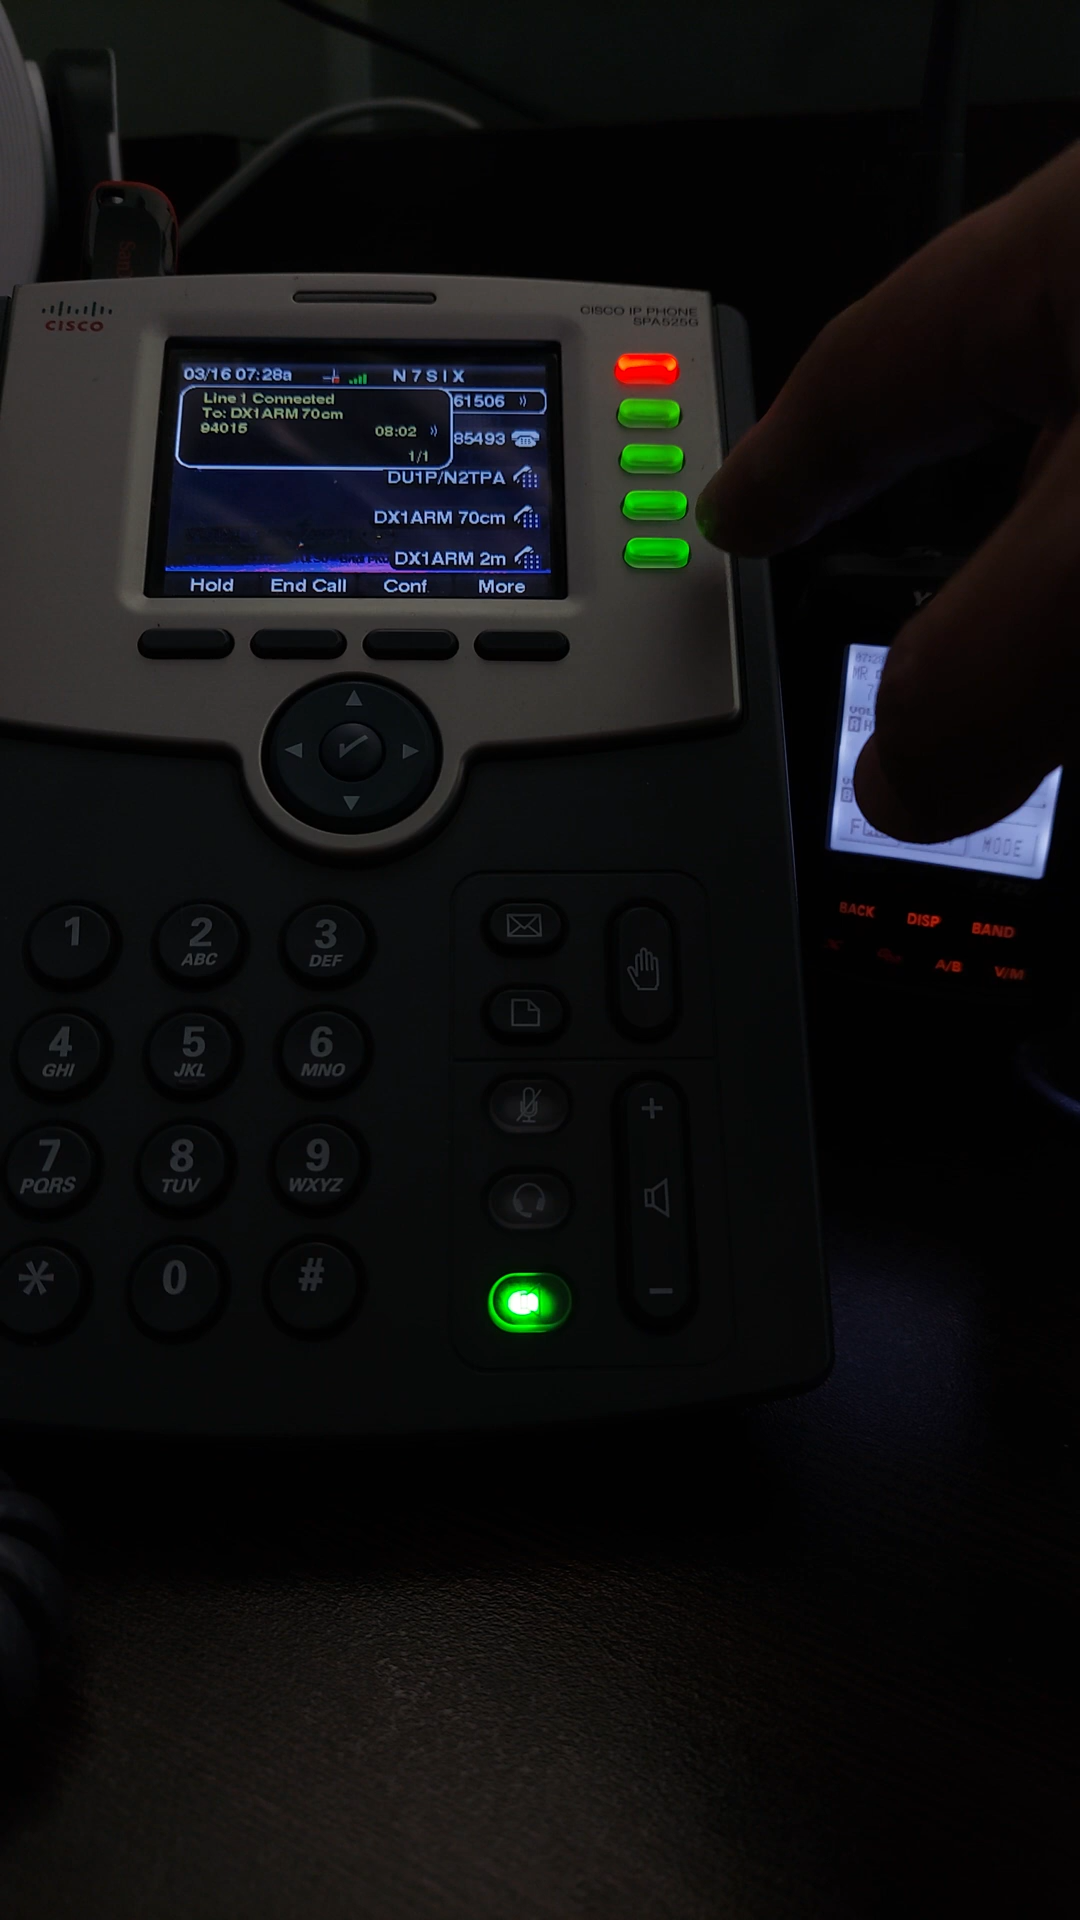 CISCO
CISCO IP PHONE
SPA525G
03/16 07:28a N7SIX
61506
Line 1 Connected
To: DX1ARM 70cm
94015
08:02
1/1
85493
DU1P/N2TPA
DX1ARM 70cm
DX1ARM 2m
Hold End Call Conf More
1
2 ABC
3 DEF
4 GHI
5 JKL
6 MNO
7 PQRS
8 TUV
9 WXYZ
* 0 #
+
−
MR
MODE
BACK DISP BAND
A/B V/M